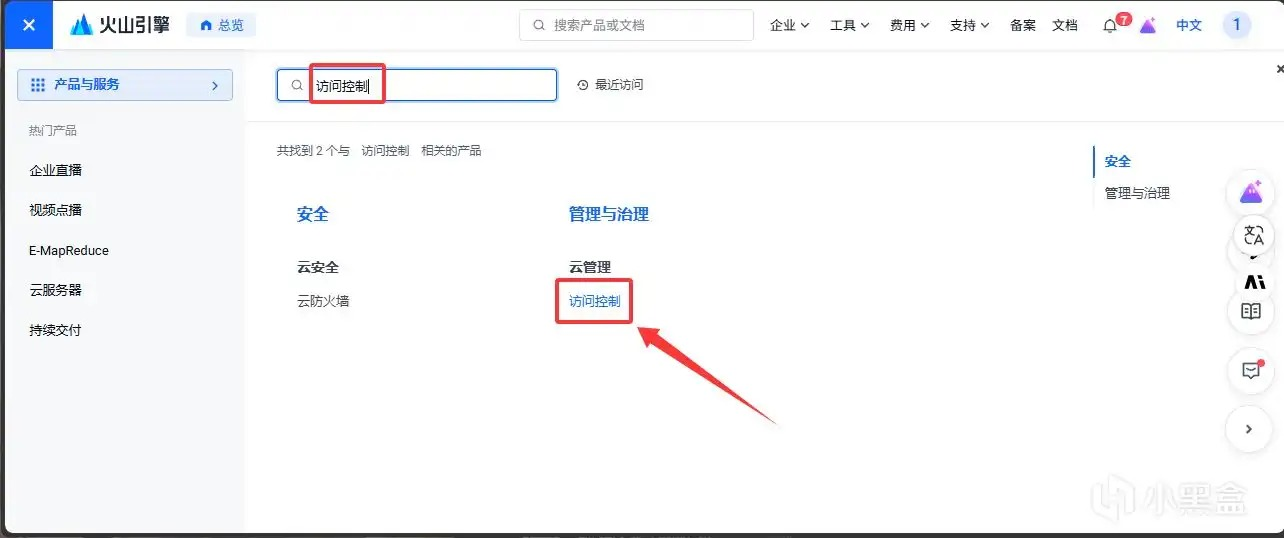 火山引擎 总览 搜索产品或文档 企业 工具 费用 支持 备案 文档 7 中文 1
产品与服务 访问控制 最近访问
热门产品
企业直播
视频点播
E-MapReduce
云服务器
持续交付
共找到 2 个与 访问控制 相关的产品
安全 管理与治理
云安全 云管理
云防火墙 访问控制
安全
管理与治理
小黑盒